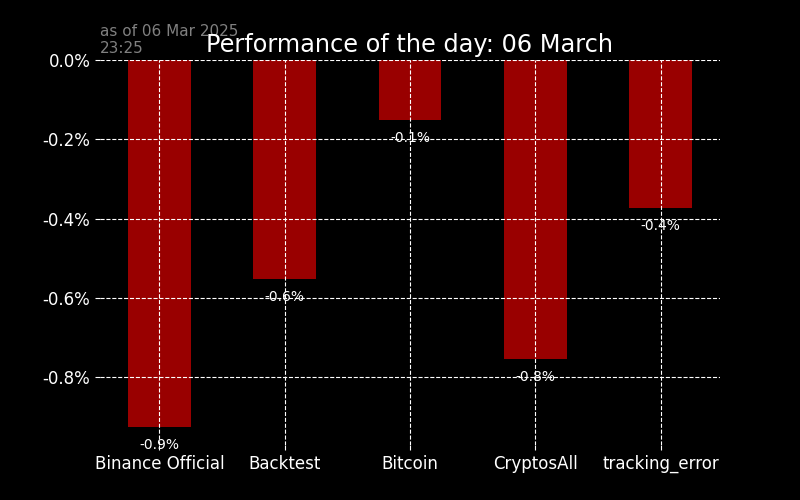 as of 06 Mar 2025
23:25
Performance of the day: 06 March
0.0%
-0.2%
-0.4%
-0.6%
-0.8%
-0.9%
-0.6%
-0.1%
-0.8%
-0.4%
Binance Official
Backtest
Bitcoin
CryptosAll
tracking_error